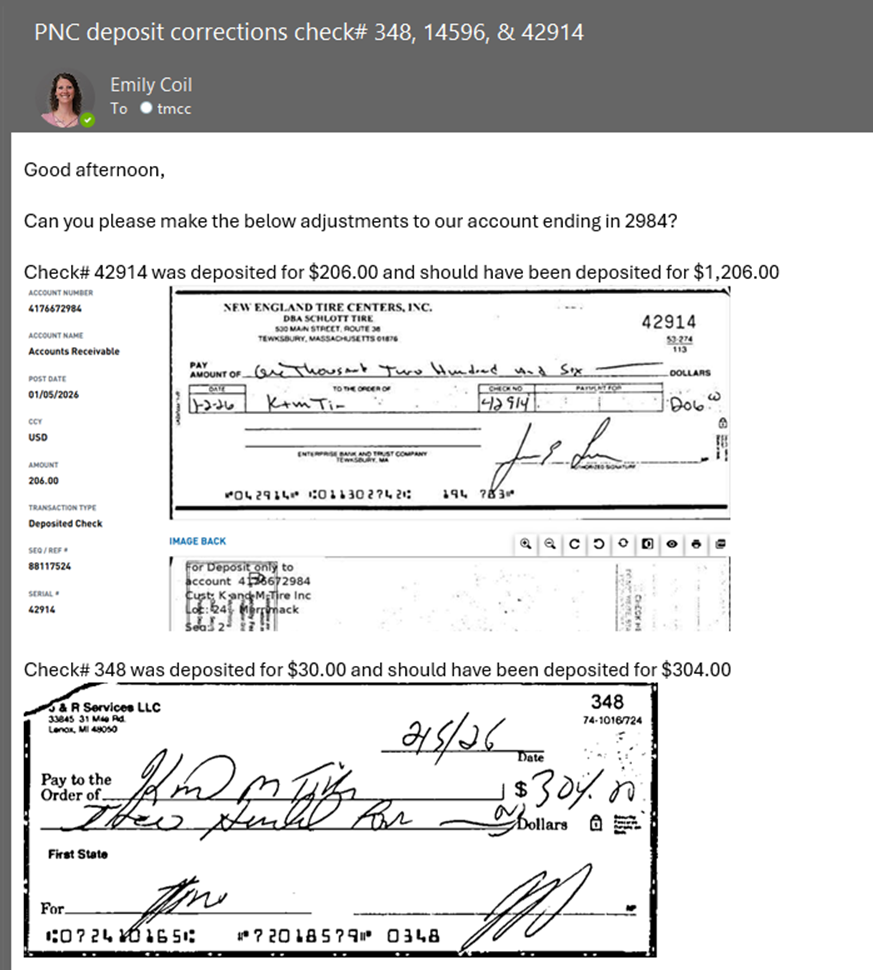 PNC deposit corrections check# 348, 14596, & 42914
Emily Coil
To tmcc
Good afternoon,
Can you please make the below adjustments to our account ending in 2984?
Check# 42914 was deposited for $206.00 and should have been deposited for $1,206.00
ACCOUNT NUMBER
4176672984
ACCOUNT NAME
Accounts Receivable
POST DATE
01/05/2026
CCY
USD
AMOUNT
206.00
TRANSACTION TYPE
Deposited Check
SEQ / REF #
88117524
SERIAL #
42914
NEW ENGLAND TIRE CENTERS, INC.
DBA SCHLOTT TIRE
530 MAIN STREET, ROUTE 38
TEWKSBURY, MASSACHUSETTS 01876
42914
53-274
113
PAY
AMOUNT OF One Thousand Two Hundred and Six DOLLARS
DATE TO THE ORDER OF CHECK NO PAYMENT FOR
1-2-26 K+m Tir 42914
ENTERPRISE BANK AND TRUST COMPANY
TEWKSBURY, MA
AUTHORIZED SIGNATURE
⑈042914⑈ ⑆011302742⑆ 194 763⑈
IMAGE BACK
For Deposit only to
account 4176672984
Cust: K and M Tire Inc
Loc: 24 Merrymack
Seq: 2
Check# 348 was deposited for $30.00 and should have been deposited for $304.00
J & R Services LLC
33845 31 Mile Rd.
Lenox, MI 48050
348
74-1016/724
2/5/26
Date
Pay to the
Order of Km m Tire $ 304.00
Three Hundred Four Dollars
First State
For
⑆072410165⑆ ⑈72018579⑈ 0348